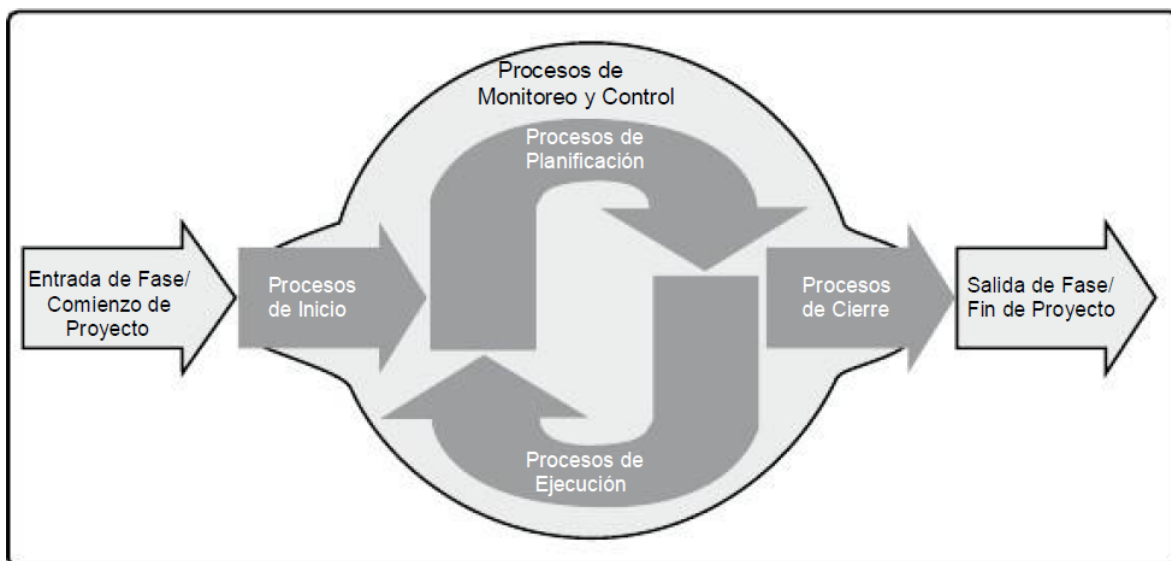 Procesos de
Monitoreo y Control
Procesos de
Planificación
Entrada de Fase/
Comienzo de
Proyecto
Procesos
de Inicio
Procesos
de Cierre
Salida de Fase/
Fin de Proyecto
Procesos de
Ejecución